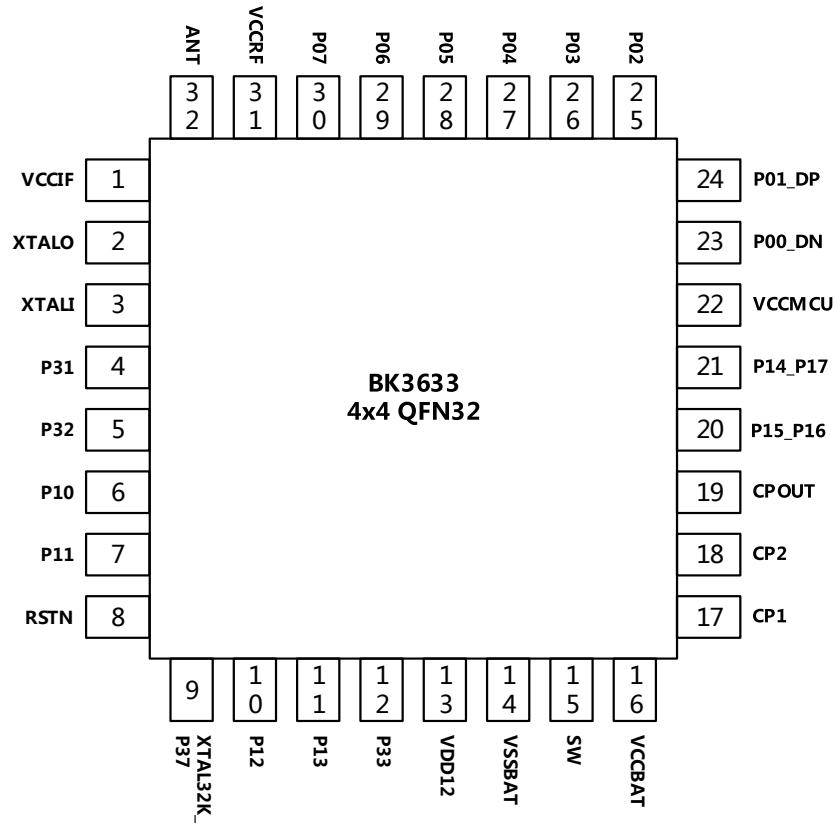 ANT
VCCRF
P07
P06
P05
P04
P03
P02
32
31
30
29
28
27
26
25
VCCIF 1
XTALO 2
XTALI 3
P31 4
P32 5
P10 6
P11 7
RSTN 8
24 P01_DP
23 P00_DN
22 VCCMCU
21 P14_P17
20 P15_P16
19 CPOUT
18 CP2
17 CP1
BK3633
4x4 QFN32
9
10
11
12
13
14
15
16
XTAL32K_
P37
P12
P13
P33
VDD12
VSSBAT
SW
VCCBAT